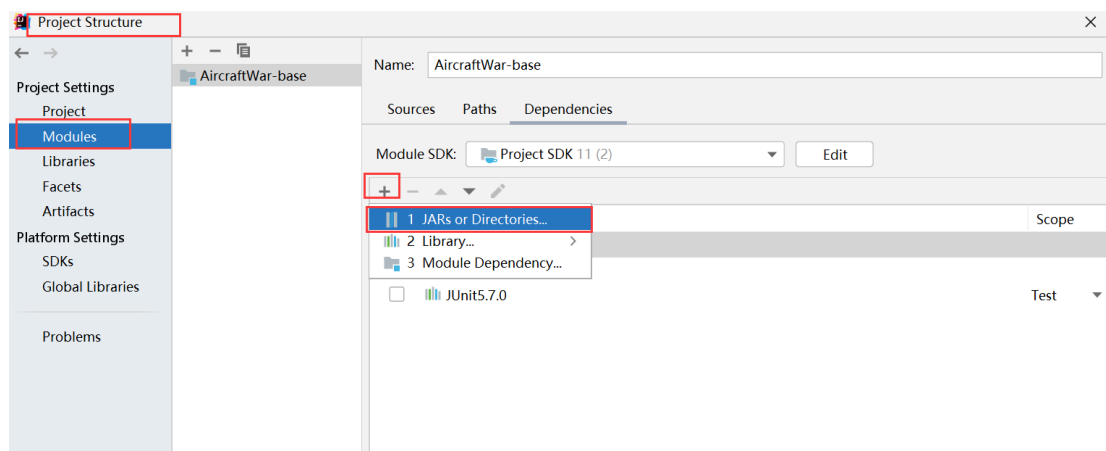 Project Structure
Project Settings
Project
Modules
Libraries
Facets
Artifacts
Platform Settings
SDKs
Global Libraries
Problems
AircraftWar-base
Name: AircraftWar-base
Sources Paths Dependencies
Module SDK: Project SDK 11 (2) Edit
1 JARs or Directories...
2 Library...
3 Module Dependency...
Scope
JUnit5.7.0 Test